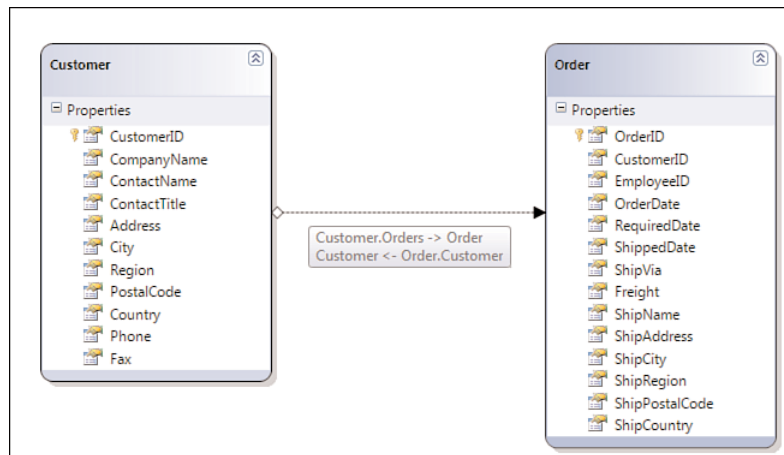 Customer
Properties
CustomerID
CompanyName
ContactName
ContactTitle
Address
City
Region
PostalCode
Country
Phone
Fax
Customer.Orders -> Order
Customer <- Order.Customer
Order
Properties
OrderID
CustomerID
EmployeeID
OrderDate
RequiredDate
ShippedDate
ShipVia
Freight
ShipName
ShipAddress
ShipCity
ShipRegion
ShipPostalCode
ShipCountry